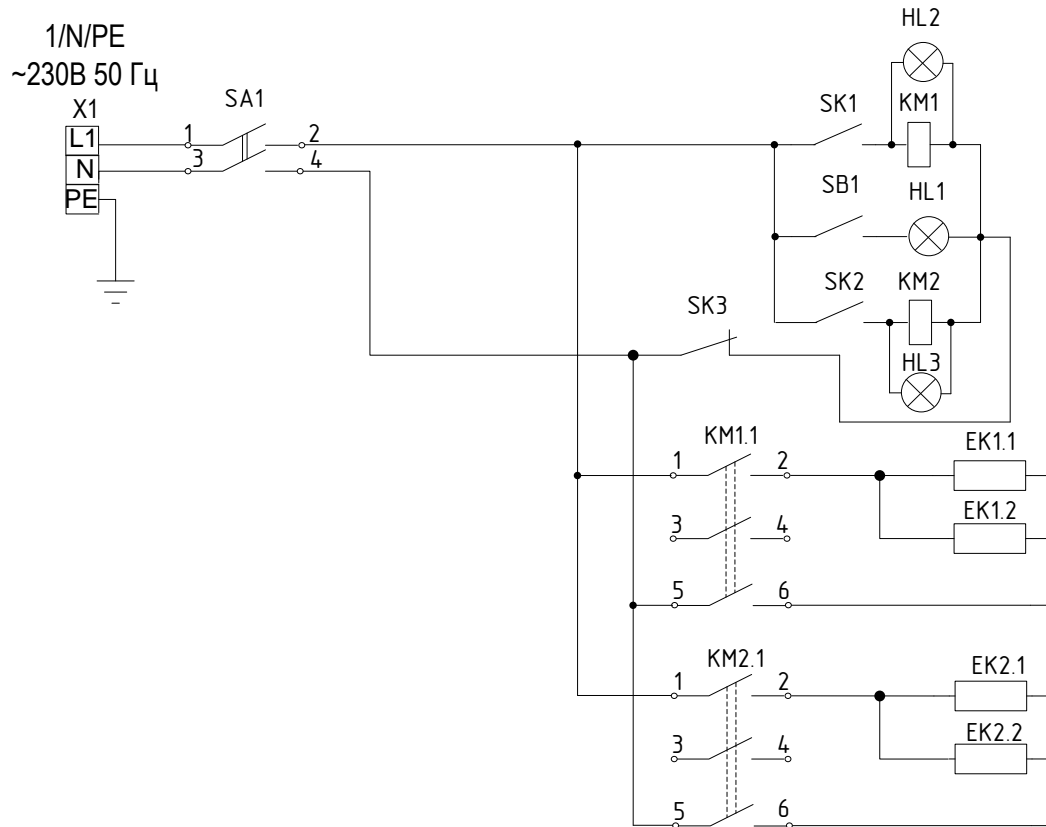 1/N/PE
~230В 50 Гц
X1
L1
N
PE
SA1
1
2
3
4
HL2
SK1
KM1
SB1
HL1
SK2
KM2
HL3
SK3
KM1.1
1
2
3
4
5
6
EK1.1
EK1.2
KM2.1
1
2
3
4
5
6
EK2.1
EK2.2